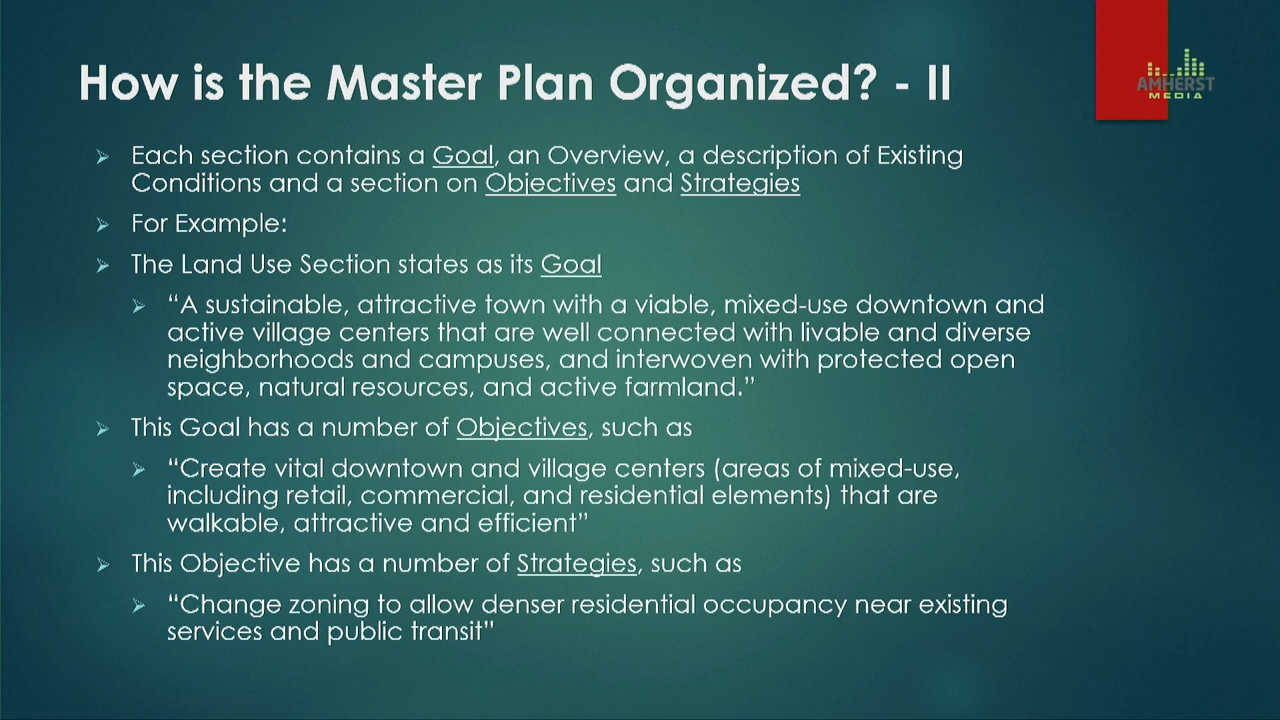 How is the Master Plan Organized? - II
AMHERST
MEDIA
Each section contains a Goal, an Overview, a description of Existing
Conditions and a section on Objectives and Strategies
For Example:
The Land Use Section states as its Goal
“A sustainable, attractive town with a viable, mixed-use downtown and
active village centers that are well connected with livable and diverse
neighborhoods and campuses, and interwoven with protected open
space, natural resources, and active farmland.”
This Goal has a number of Objectives, such as
“Create vital downtown and village centers (areas of mixed-use,
including retail, commercial, and residential elements) that are
walkable, attractive and efficient”
This Objective has a number of Strategies, such as
“Change zoning to allow denser residential occupancy near existing
services and public transit”